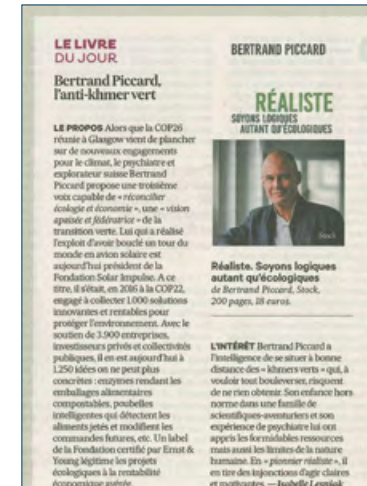 LE LIVRE
DU JOUR
Bertrand Piccard,
l'anti-khmer vert
LE PROPOS Alors que la COP26
réunie à Glasgow vient de plancher
sur de nouveaux engagements
pour le climat, le psychiatre et
explorateur suisse Bertrand
Piccard propose une troisième
voix capable de « réconcilier
écologie et économie », une « vision
apaisée et fédératrice » de la
transition verte. Lui qui a réalisé
l'exploit d'avoir bouclé un tour du
monde en avion solaire est
aujourd'hui président de la
Fondation Solar Impulse. A ce
titre, il s'était, en 2016 à la COP22,
engagé à collecter 1.000 solutions
innovantes et rentables pour
protéger l'environnement. Avec le
soutien de 3.900 entreprises,
investisseurs privés et collectivités
publiques, il en est aujourd'hui à
1.250 idées on ne peut plus
concrètes : enzymes rendant les
emballages alimentaires
compostables, poubelles
intelligentes qui détectent les
aliments jetés et modifient les
commandes futures, etc. Un label
de la Fondation certifié par Ernst &
Young légitime les projets
écologiques à la rentabilité
économique avérée.
BERTRAND PICCARD
RÉALISTE
SOYONS LOGIQUES
AUTANT QU'ÉCOLOGIQUES
Stock
Réaliste. Soyons logiques
autant qu'écologiques
de Bertrand Piccard, Stock,
200 pages, 18 euros.
L'INTÉRÊT Bertrand Piccard a
l'intelligence de se situer à bonne
distance des « khmers verts » qui, à
vouloir tout bouleverser, risquent
de ne rien obtenir. Son enfance hors
norme dans une famille de
scientifiques-aventuriers et son
expérience de psychiatre lui ont
appris les formidables ressources
mais aussi les limites de la nature
humaine. En « pionnier réaliste », il
en tire des injonctions d'agir claires
et motivantes. — Isabelle Lesniak